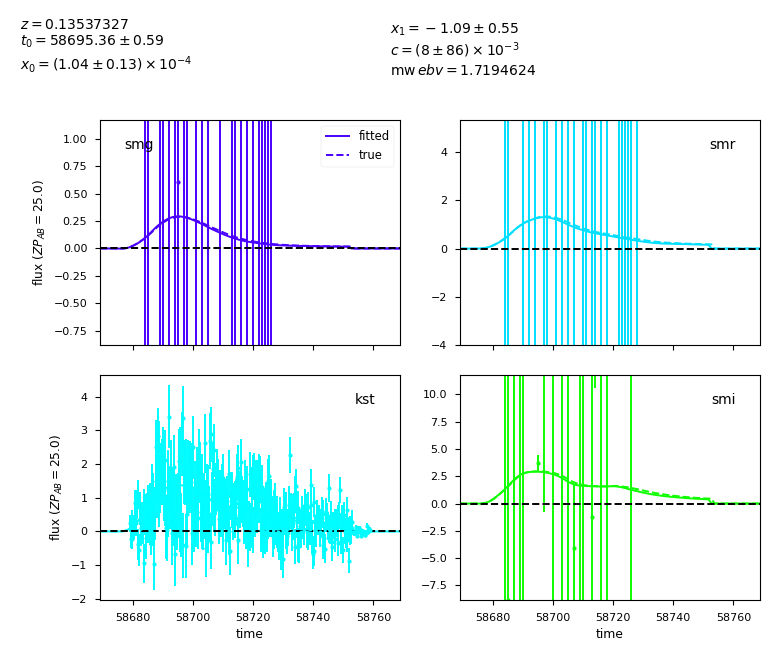 z = 0.13537327
t0 = 58695.36 ± 0.59
x0 = (1.04 ± 0.13) × 10^−4
x1 = −1.09 ± 0.55
c = (8 ± 86) × 10^−3
mwebv = 1.7194624
smg
fitted
true
1.00
0.75
0.50
0.25
0.00
−0.25
−0.50
−0.75
flux (ZP_AB = 25.0)
smr
4
2
0
−2
−4
kst
4
3
2
1
0
−1
−2
flux (ZP_AB = 25.0)
58680 58700 58720 58740 58760
time
smi
10.0
7.5
5.0
2.5
0.0
−2.5
−5.0
−7.5
58680 58700 58720 58740 58760
time